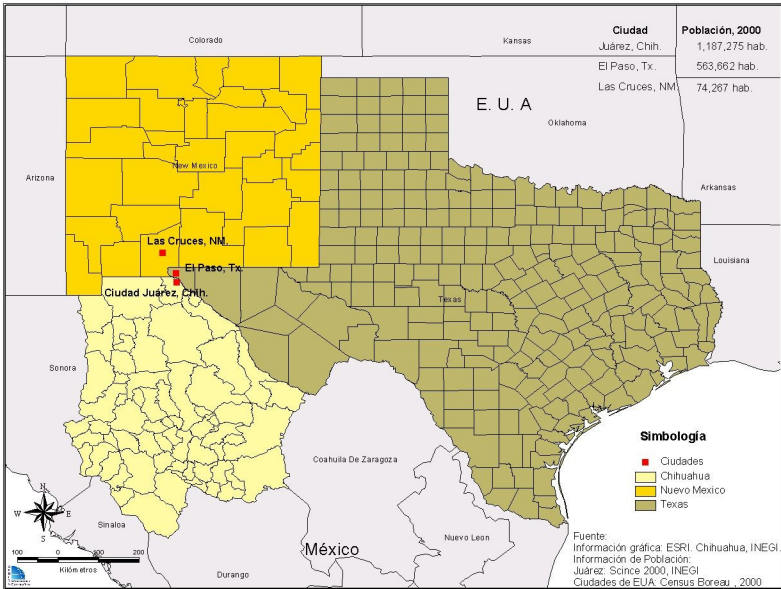 Colorado
Kansas
Ciudad Población, 2000
Juárez, Chih. 1,187,275 hab.
El Paso, Tx. 563,662 hab.
Las Cruces, NM 74,267 hab.
E. U. A
Oklahoma
New Mexico
Arizona
Arkansas
Las Cruces, NM.
Louisiana
El Paso, Tx.
Ciudad Juárez, Chih.
Texas
Sonora
Simbología
Ciudades
Chihuahua
Nuevo Mexico
Texas
Coahuila De Zaragoza
N
W E
S
Sinaloa
Nuevo Leon
México
100 0 100 200
Kilómetros
Durango
Fuente:
Información gráfica: ESRI. Chihuahua, INEGI.
Información de Población:
Juárez: Scince 2000, INEGI
Ciudades de EUA: Census Boreau , 2000